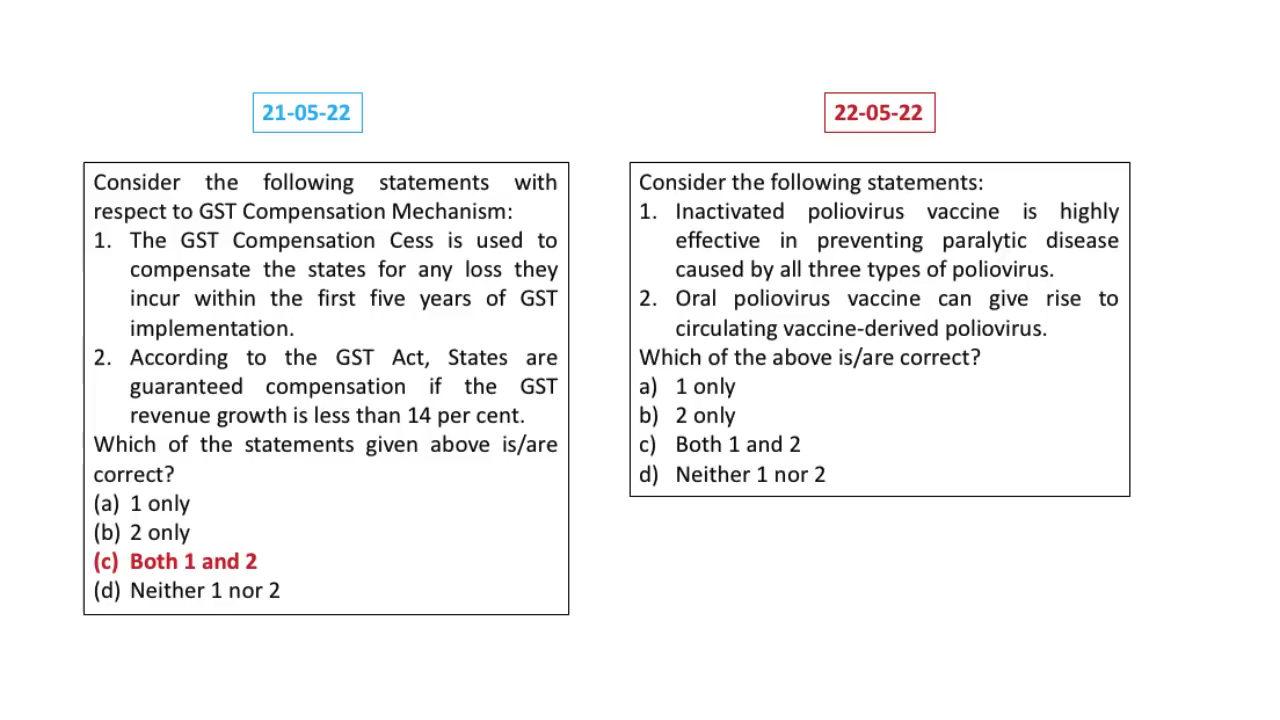 21-05-22
Consider the following statements with
respect to GST Compensation Mechanism:
1. The GST Compensation Cess is used to
compensate the states for any loss they
incur within the first five years of GST
implementation.
2. According to the GST Act, States are
guaranteed compensation if the GST
revenue growth is less than 14 per cent.
Which of the statements given above is/are
correct?
(a) 1 only
(b) 2 only
(c) Both 1 and 2
(d) Neither 1 nor 2
22-05-22
Consider the following statements:
1. Inactivated poliovirus vaccine is highly
effective in preventing paralytic disease
caused by all three types of poliovirus.
2. Oral poliovirus vaccine can give rise to
circulating vaccine-derived poliovirus.
Which of the above is/are correct?
a) 1 only
b) 2 only
c) Both 1 and 2
d) Neither 1 nor 2